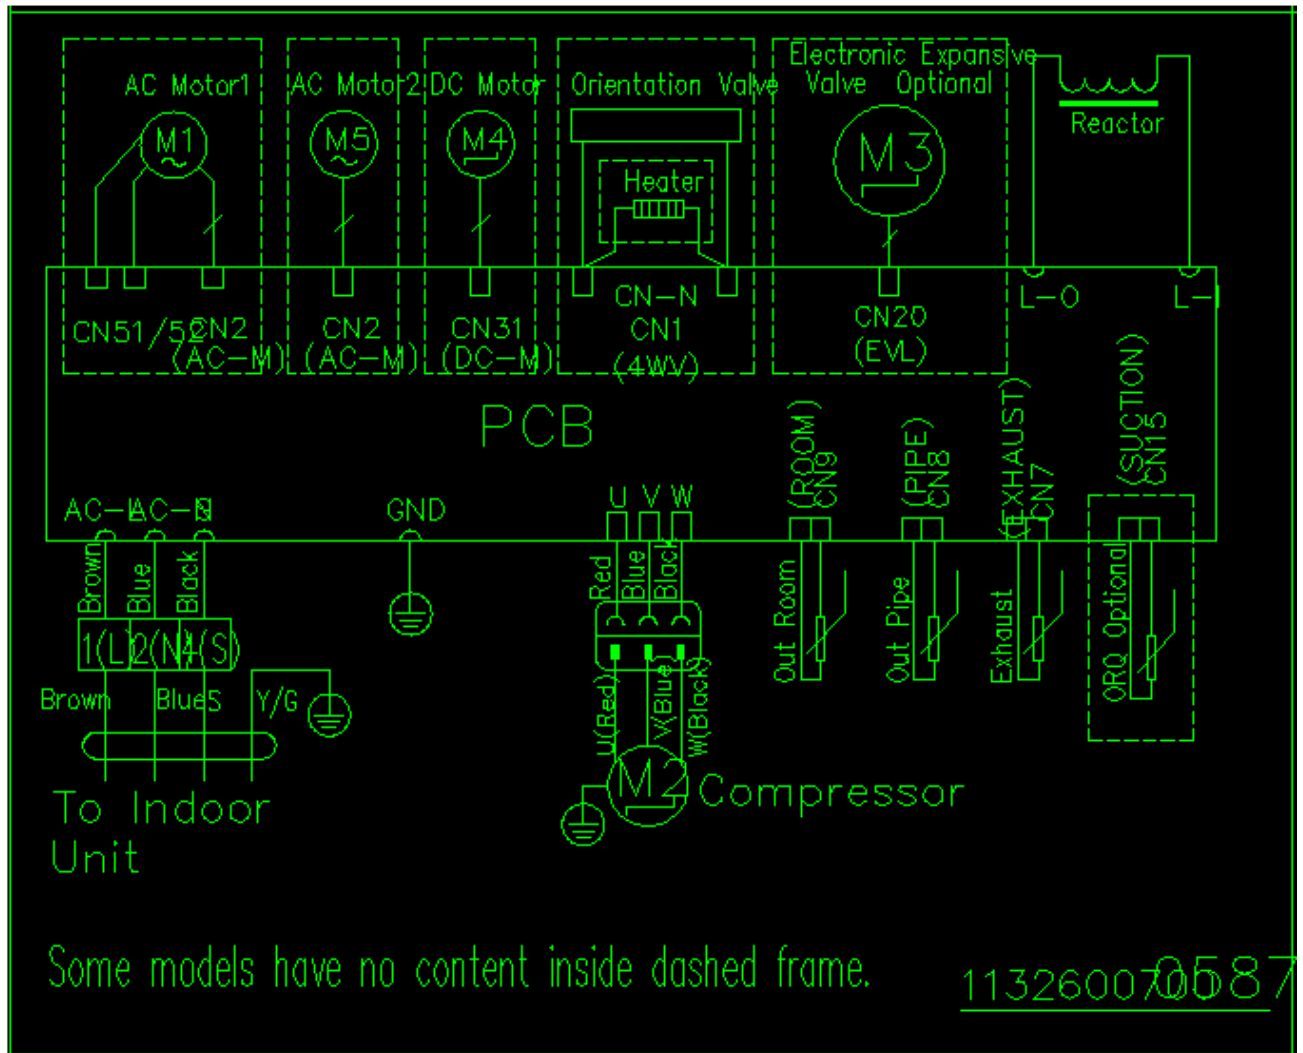 AC Motor1
AC Motor2
DC Motor
Orientation Valve
Electronic Expansive
Valve Optional
Reactor
M1
M5
M4
M3
Heater
CN51/52
CN2
(AC-M)
CN2
(AC-M)
CN31
(DC-M)
CN-N
CN1
(4WV)
CN20
(EVL)
L-O
L-I
PCB
AC-L
AC-N
GND
U
V
W
(ROOM)
CN9
(PIPE)
CN8
(EXHAUST)
CN7
(SUCTION)
CN15
Brown
Blue
Black
Red
Blue
Black
Out Room
Out Pipe
Exhaust
ORQ Optional
1(L)
2(N)
4(S)
Brown
Blue
S
Y/G
U(Red)
V(Blue)
W(Black)
M2
Compressor
To Indoor
Unit
Some models have no content inside dashed frame.